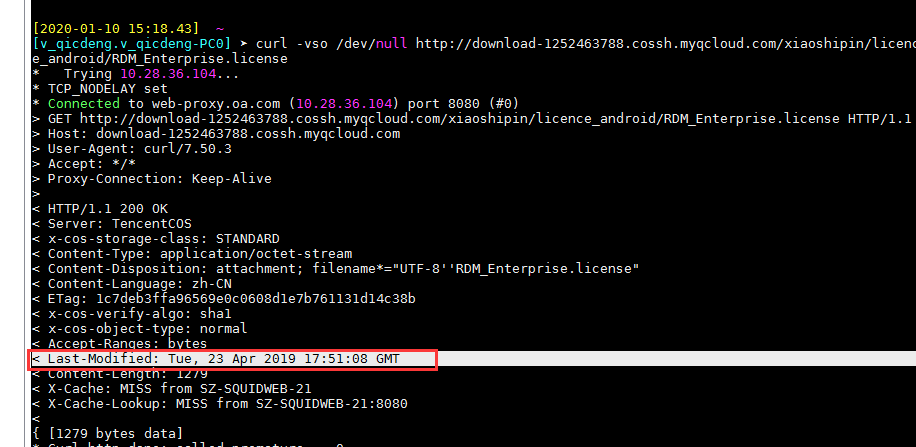 [2020-01-10 15:18.43]  ~
[v_qicdeng.v_qicdeng-PC0] ➤ curl -vso /dev/null http://download-1252463788.cossh.myqcloud.com/xiaoshipin/licenc
e_android/RDM_Enterprise.license
*   Trying 10.28.36.104...
* TCP_NODELAY set
* Connected to web-proxy.oa.com (10.28.36.104) port 8080 (#0)
> GET http://download-1252463788.cossh.myqcloud.com/xiaoshipin/licence_android/RDM_Enterprise.license HTTP/1.1
> Host: download-1252463788.cossh.myqcloud.com
> User-Agent: curl/7.50.3
> Accept: */*
> Proxy-Connection: Keep-Alive
>
< HTTP/1.1 200 OK
< Server: TencentCOS
< x-cos-storage-class: STANDARD
< Content-Type: application/octet-stream
< Content-Disposition: attachment; filename*="UTF-8''RDM_Enterprise.license"
< Content-Language: zh-CN
< ETag: 1c7deb3ffa96569e0c0608d1e7b761131d14c38b
< x-cos-verify-algo: sha1
< x-cos-object-type: normal
< Accept-Ranges: bytes
< Last-Modified: Tue, 23 Apr 2019 17:51:08 GMT
< Content-Length: 1279
< X-Cache: MISS from SZ-SQUIDWEB-21
< X-Cache-Lookup: MISS from SZ-SQUIDWEB-21:8080
<
{ [1279 bytes data]
* Curl_http_done: called premature == 0